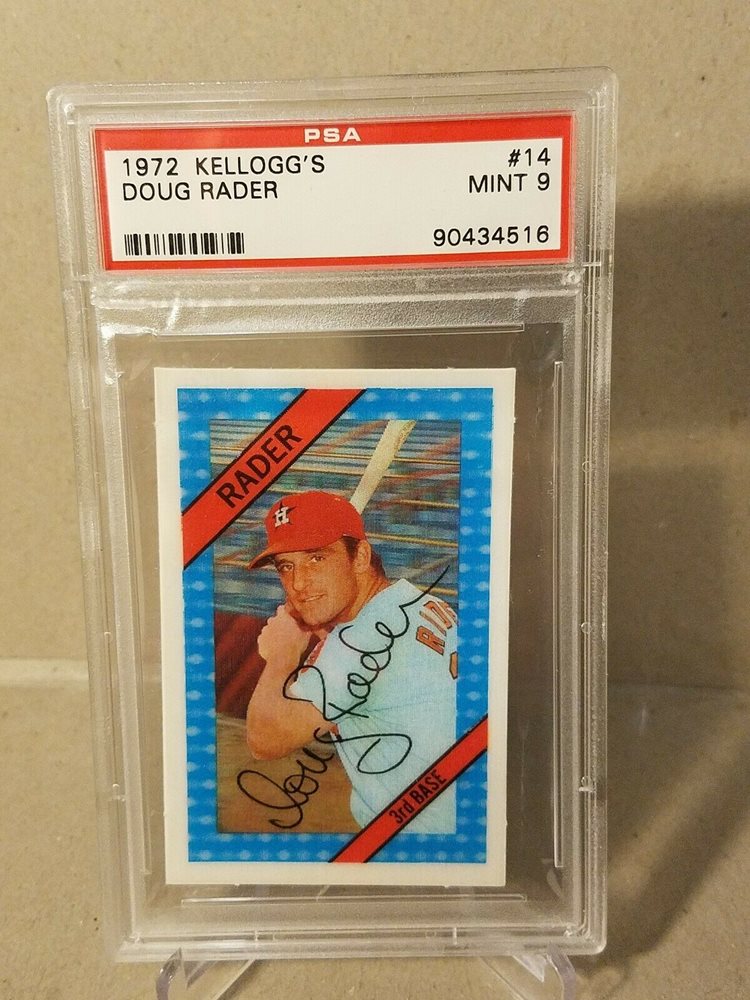 PSA
1972 KELLOGG'S #14
DOUG RADER MINT 9
90434516
RADER
H
Doug Rader
3rd BASE